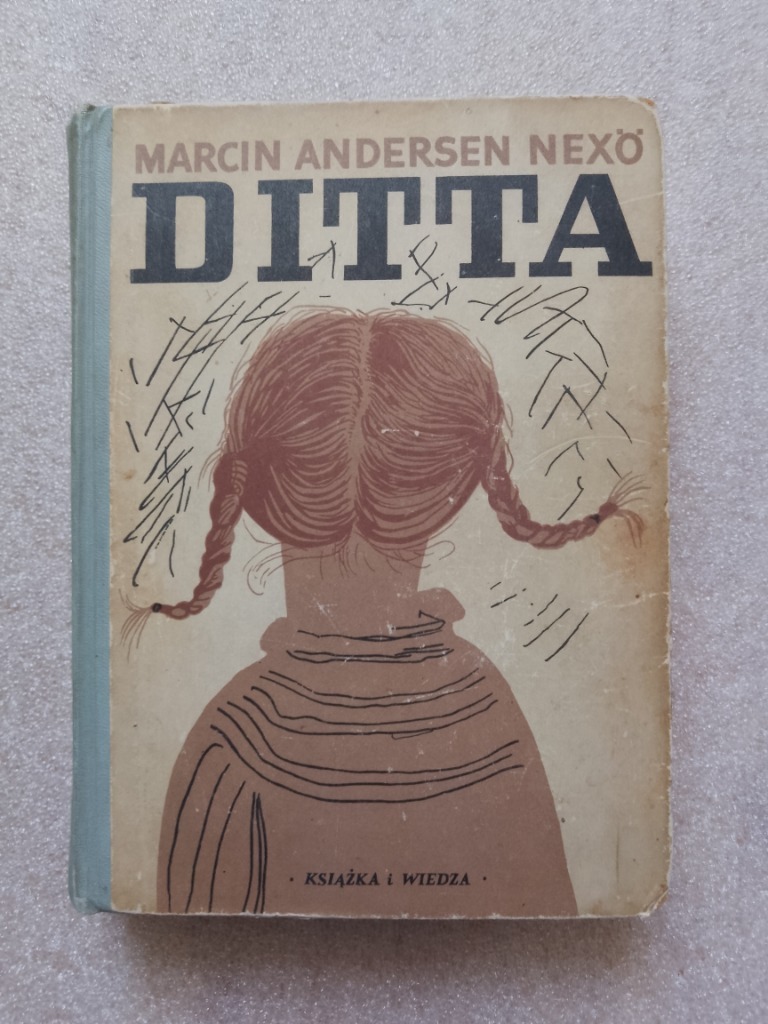 MARCIN ANDERSEN NEXÖ
DITTA
· KSIĄŻKA i WIEDZA ·